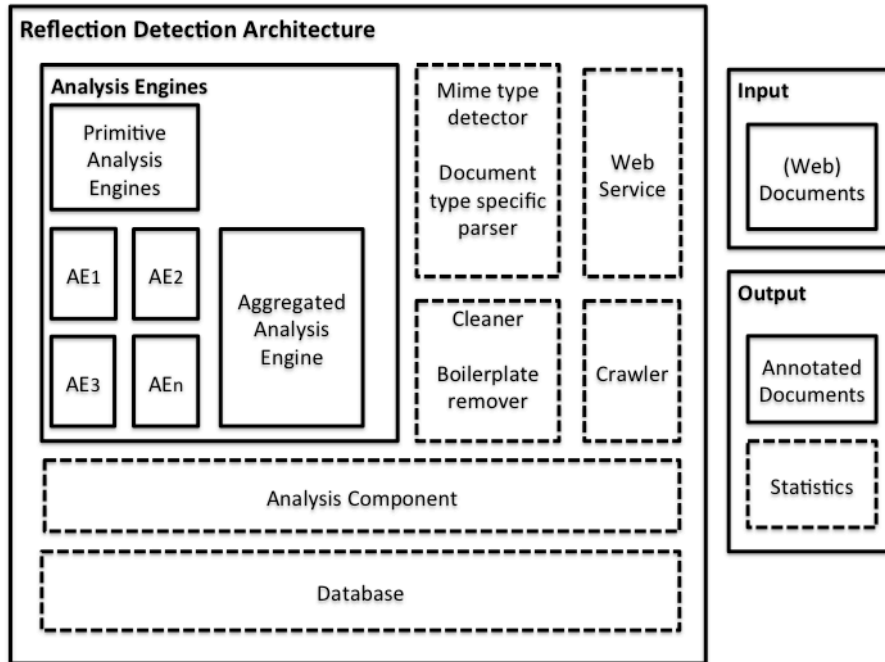 Reflection Detection Architecture
Analysis Engines
Primitive
Analysis
Engines
AE1
AE2
AE3
AEn
Aggregated
Analysis
Engine
Mime type
detector
Document
type specific
parser
Web
Service
Cleaner
Boilerplate
remover
Crawler
Analysis Component
Database
Input
(Web)
Documents
Output
Annotated
Documents
Statistics